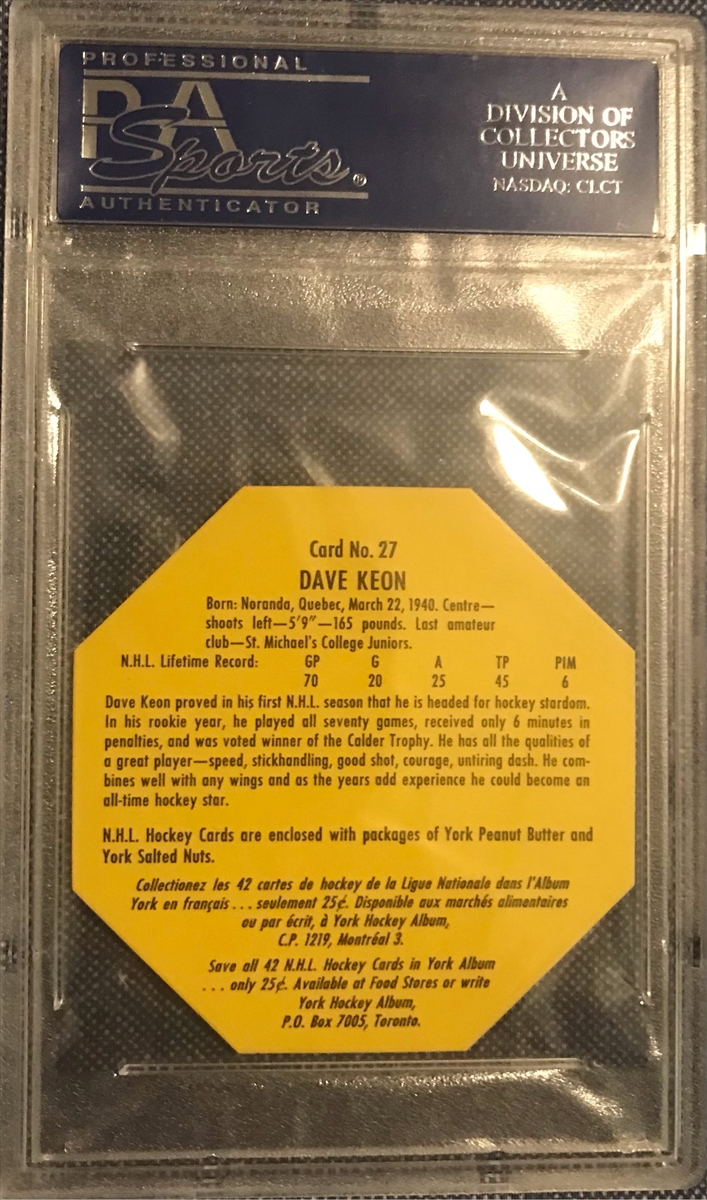 PROFESSIONAL
PSA
Sports®
AUTHENTICATOR
A
DIVISION OF
COLLECTORS
UNIVERSE
NASDAQ: CLCT
Card No. 27
DAVE KEON
Born: Noranda, Quebec, March 22, 1940. Centre—
shoots left—5'9"—165 pounds. Last amateur
club—St. Michael's College Juniors.
N.H.L. Lifetime Record: GP G A TP PIM
70 20 25 45 6
Dave Keon proved in his first N.H.L. season that he is headed for hockey stardom.
In his rookie year, he played all seventy games, received only 6 minutes in
penalties, and was voted winner of the Calder Trophy. He has all the qualities of
a great player—speed, stickhandling, good shot, courage, untiring dash. He com-
bines well with any wings and as the years add experience he could become an
all-time hockey star.
N.H.L. Hockey Cards are enclosed with packages of York Peanut Butter and
York Salted Nuts.
Collectionez les 42 cartes de hockey de la Ligue Nationale dans l'Album
York en français . . . seulement 25¢. Disponible aux marchés alimentaires
ou par écrit, à York Hockey Album,
C.P. 1219, Montréal 3.
Save all 42 N.H.L. Hockey Cards in York Album
. . . only 25¢. Available at Food Stores or write
York Hockey Album,
P.O. Box 7005, Toronto.